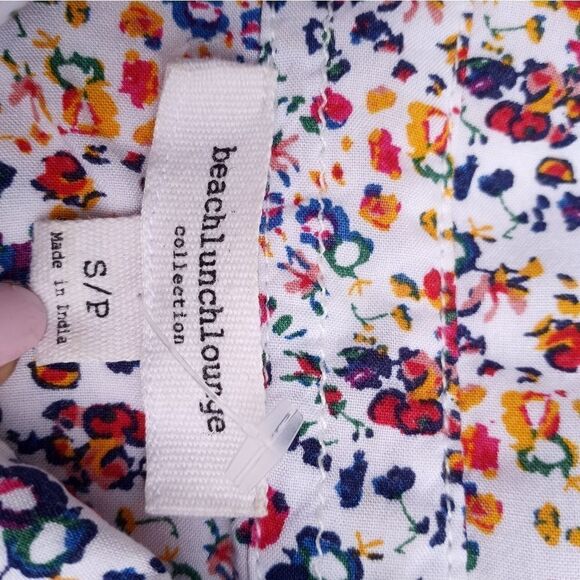 beachlunchlounge
collection
S/P
Made in India